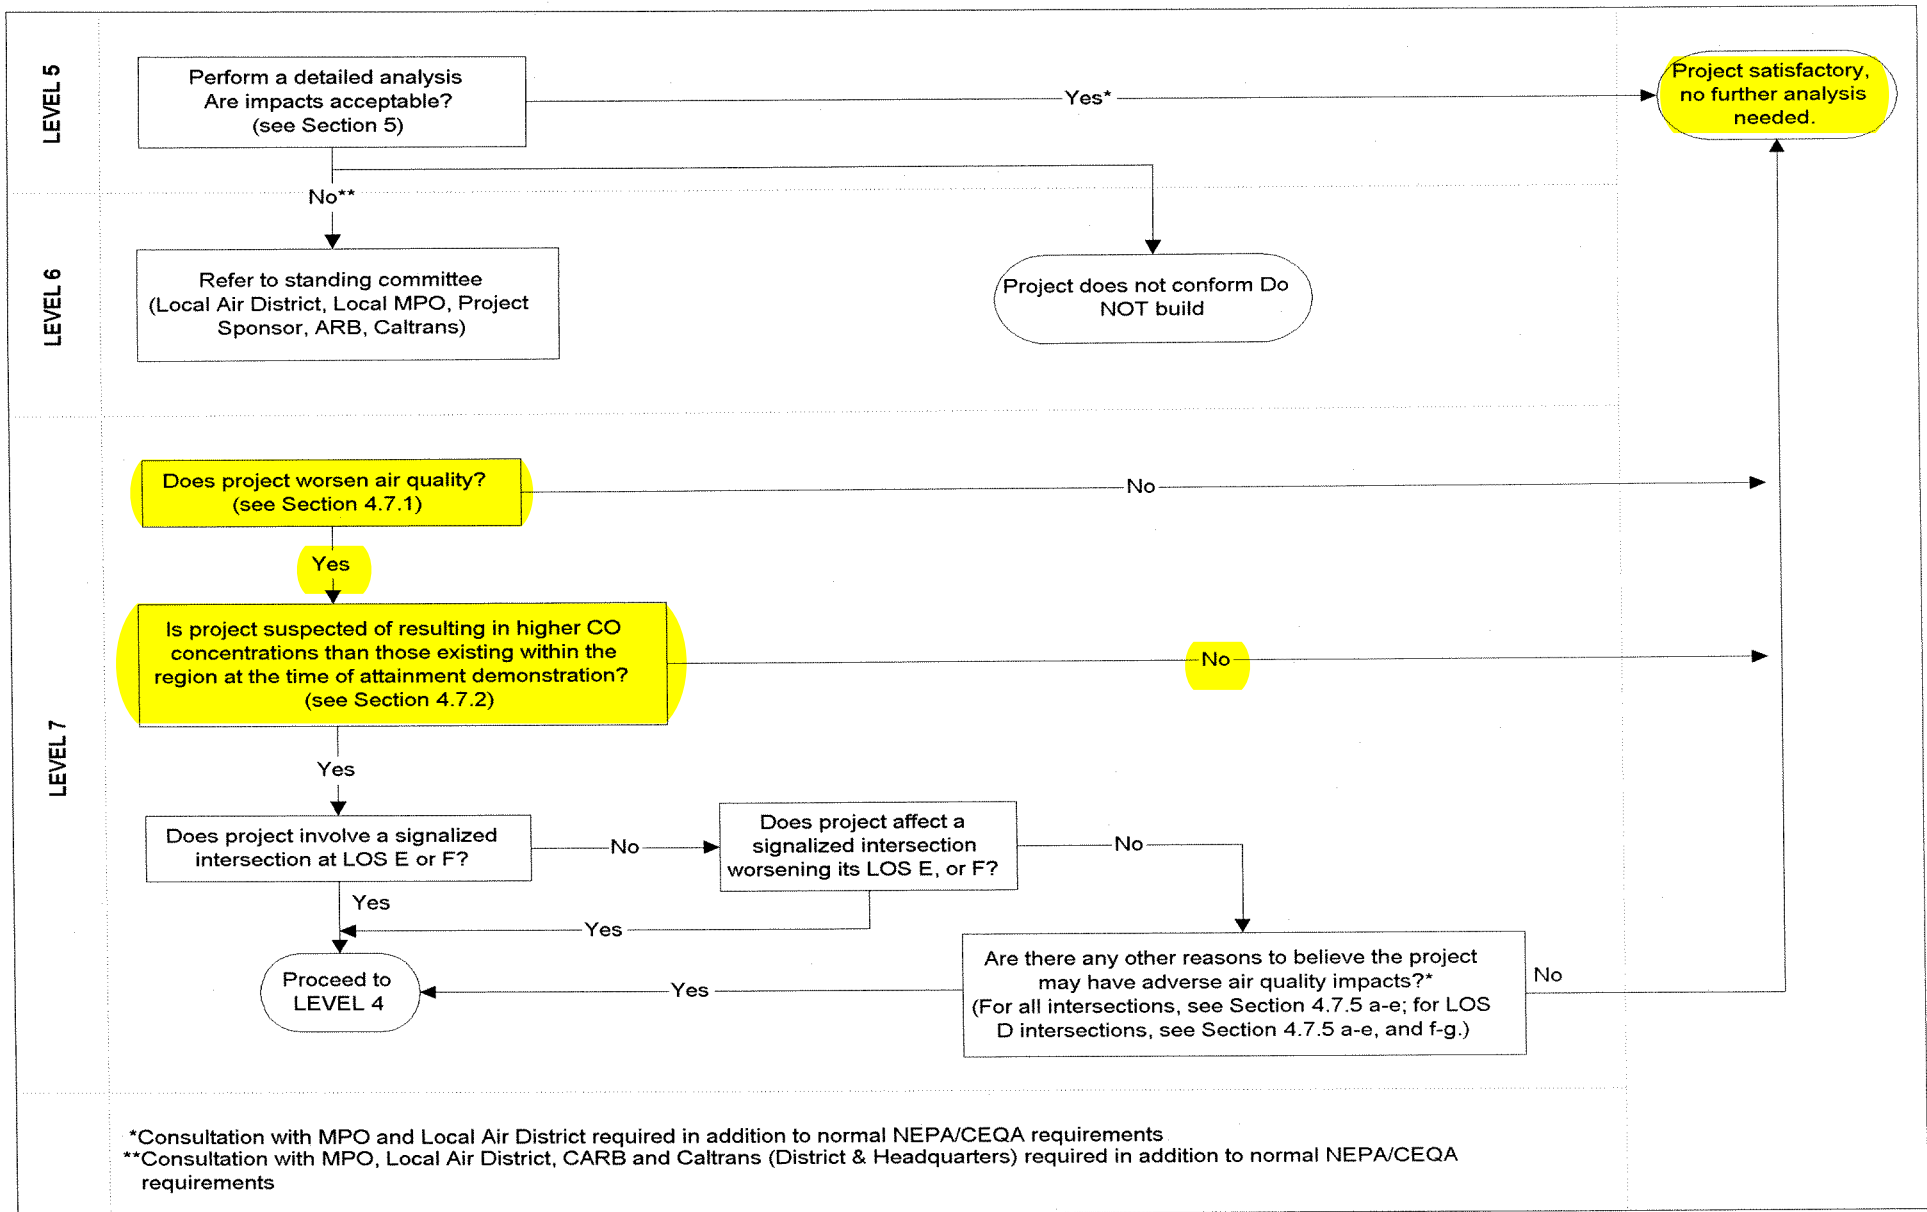 LEVEL 5
Perform a detailed analysis
Are impacts acceptable?
(see Section 5)
Yes*
Project satisfactory,
no further analysis
needed.
No**
LEVEL 6
Refer to standing committee
(Local Air District, Local MPO, Project
Sponsor, ARB, Caltrans)
Project does not conform Do
NOT build
LEVEL 7
Does project worsen air quality?
(see Section 4.7.1)
No
Yes
Is project suspected of resulting in higher CO
concentrations than those existing within the
region at the time of attainment demonstration?
(see Section 4.7.2)
No
Yes
Does project involve a signalized
intersection at LOS E or F?
No
Does project affect a
signalized intersection
worsening its LOS E, or F?
No
Yes
Yes
Are there any other reasons to believe the project
may have adverse air quality impacts?*
(For all intersections, see Section 4.7.5 a-e; for LOS
D intersections, see Section 4.7.5 a-e, and f-g.)
No
Yes
Proceed to
LEVEL 4
*Consultation with MPO and Local Air District required in addition to normal NEPA/CEQA requirements
**Consultation with MPO, Local Air District, CARB and Caltrans (District & Headquarters) required in addition to normal NEPA/CEQA
requirements